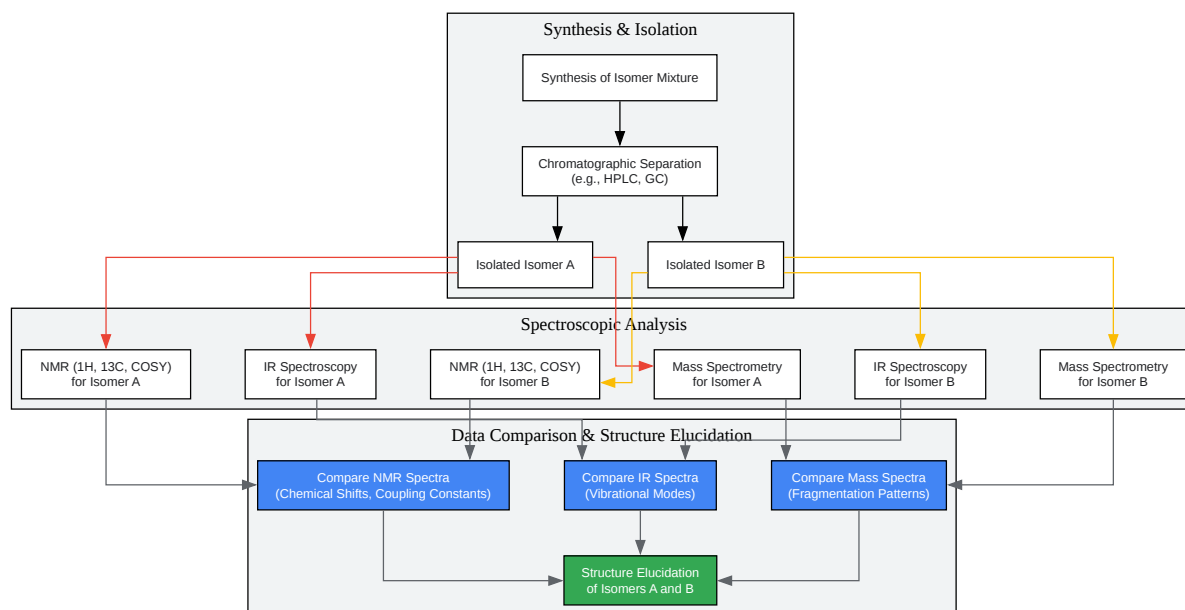 Synthesis & Isolation
Synthesis of Isomer Mixture
Chromatographic Separation
(e.g., HPLC, GC)
Isolated Isomer A
Isolated Isomer B
Spectroscopic Analysis
NMR (1H, 13C, COSY)
for Isomer A
IR Spectroscopy
for Isomer A
NMR (1H, 13C, COSY)
for Isomer B
Mass Spectrometry
for Isomer A
IR Spectroscopy
for Isomer B
Mass Spectrometry
for Isomer B
Data Comparison & Structure Elucidation
Compare NMR Spectra
(Chemical Shifts, Coupling Constants)
Compare IR Spectra
(Vibrational Modes)
Compare Mass Spectra
(Fragmentation Patterns)
Structure Elucidation
of Isomers A and B